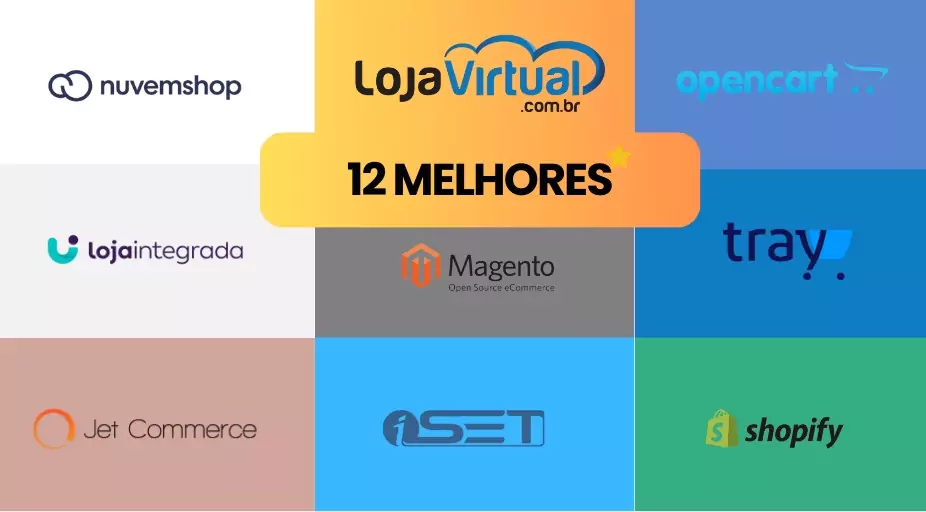 nuvemshop
LojaVirtual
.com.br
opencart
12 MELHORES
lojaintegrada
Magento
Open Source eCommerce
tray
Jet Commerce
iSET
shopify